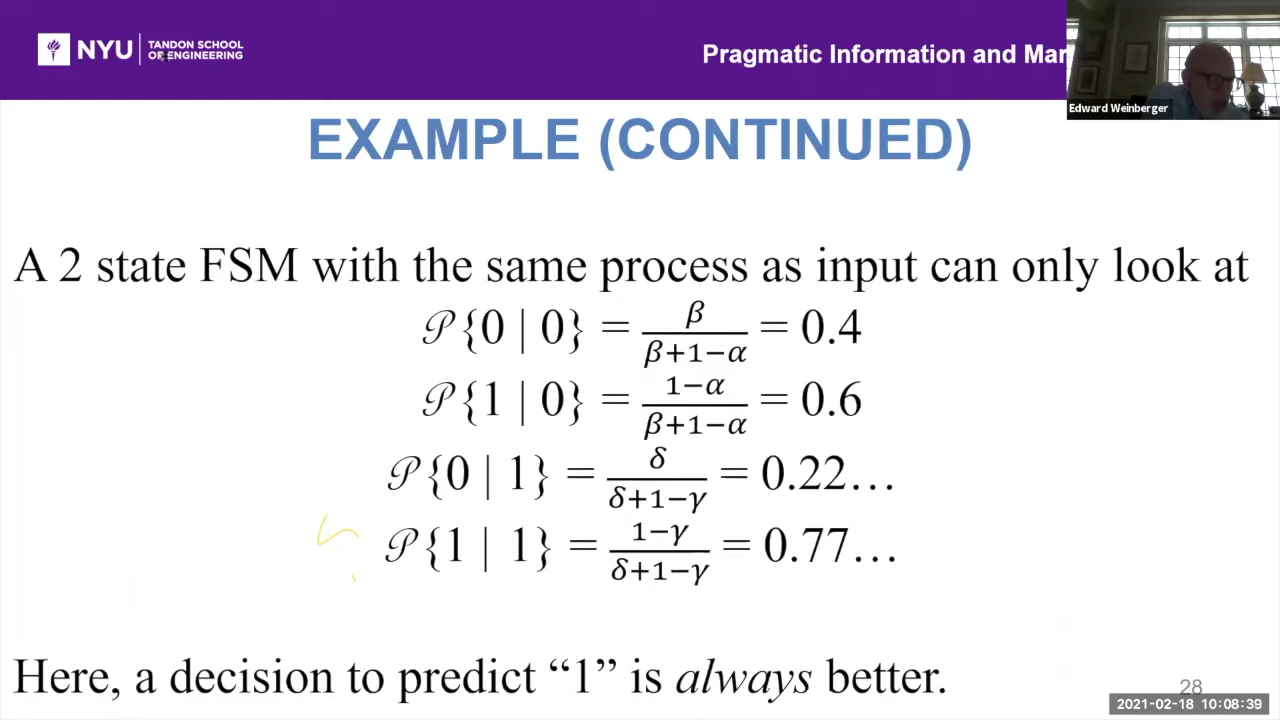 NYU
TANDON SCHOOL
OF ENGINEERING
Pragmatic Information and Mar
Edward Weinberger
EXAMPLE (CONTINUED)
A 2 state FSM with the same process as input can only look at
𝒫{0 | 0} = β/(β+1−α) = 0.4
𝒫{1 | 0} = 1−α/(β+1−α) = 0.6
𝒫{0 | 1} = δ/(δ+1−γ) = 0.22…
𝒫{1 | 1} = 1−γ/(δ+1−γ) = 0.77…
Here, a decision to predict “1” is always better.
28
2021-02-18 10:08:39